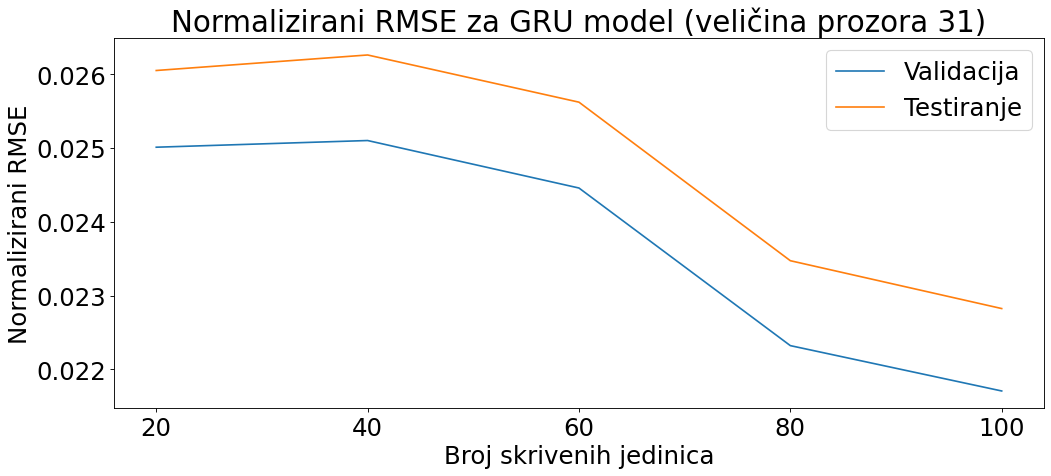 Normalizirani RMSE za GRU model (veličina prozora 31)
Validacija
Testiranje
Normalizirani RMSE
0.026
0.025
0.024
0.023
0.022
20 40 60 80 100
Broj skrivenih jedinica